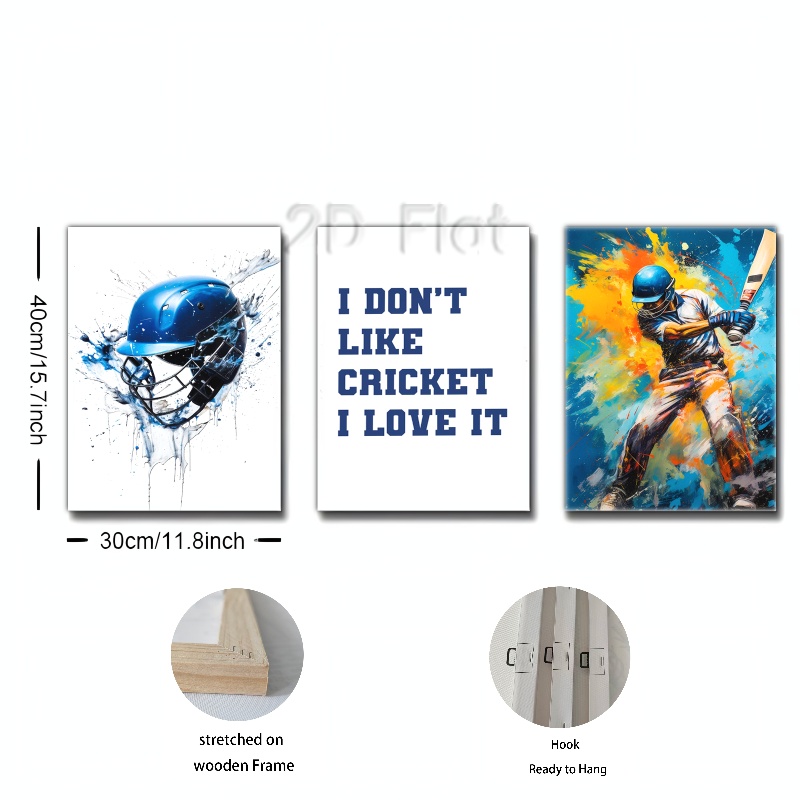 2D Flat
I DON'T
LIKE
CRICKET
I LOVE IT
40cm/15.7inch
30cm/11.8inch
stretched on
wooden Frame
Hook
Ready to Hang